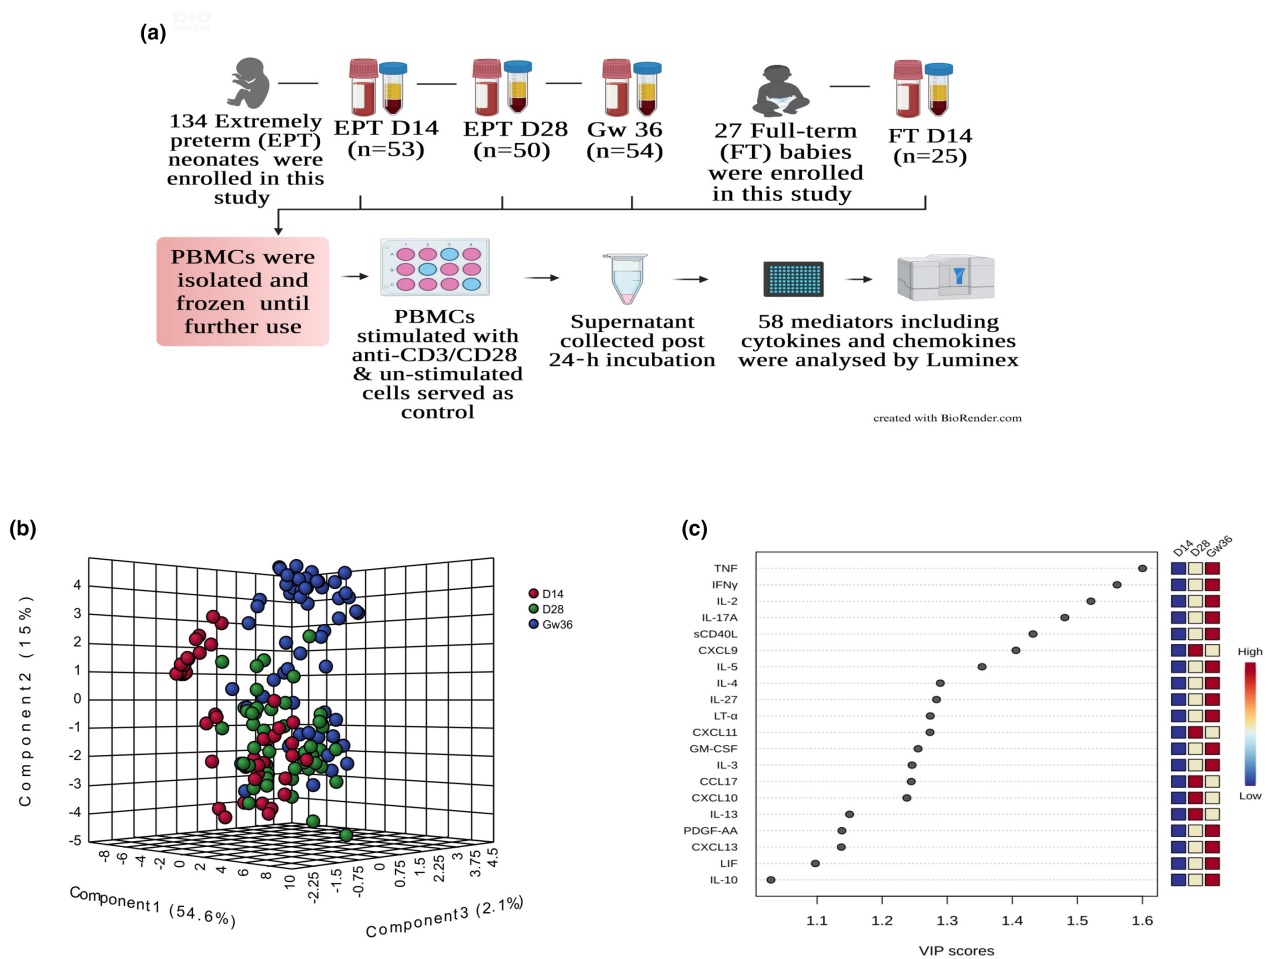 (a)
134 Extremely
preterm (EPT)
neonates were
enrolled in this
study
EPT D14
(n=53)
EPT D28
(n=50)
Gw 36
(n=54)
27 Full-term
(FT) babies
were enrolled
in this study
FT D14
(n=25)
PBMCs were
isolated and
frozen until
further use
1 2 3 4
A
B
C
PBMCs
stimulated with
anti-CD3/CD28
& un-stimulated
cells served as
control
Supernatant
collected post
24-h incubation
58 mediators including
cytokines and chemokines
were analysed by Luminex
created with BioRender.com
(b)
Component2 (15%)
4
3
2
1
0
-1
-2
-3
-4
-5
-8 -6 -4 -2 0 2 4 6 8 10
Component1 (54.6%)
-2.25 -1.5 -0.75 0 0.75 1.5 2.25 3 3.75 4.5
Component3 (2.1%)
D14
D28
Gw36
(c)
D14 D28 Gw36
TNF
IFNγ
IL-2
IL-17A
sCD40L
CXCL9
IL-5
IL-4
IL-27
LT-α
CXCL11
GM-CSF
IL-3
CCL17
CXCL10
IL-13
PDGF-AA
CXCL13
LIF
IL-10
1.1 1.2 1.3 1.4 1.5 1.6
VIP scores
High
Low